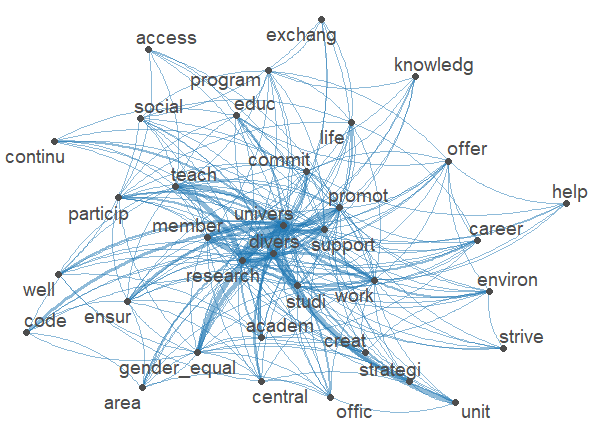 exchang
access
knowledg
program
social
educ
life
continu
commit
offer
teach
help
promot
particip
univers
member
career
divers
support
research
environ
well
studi
work
code
ensur
academ
creat
strive
gender_equal
strategi
area
central
offic
unit